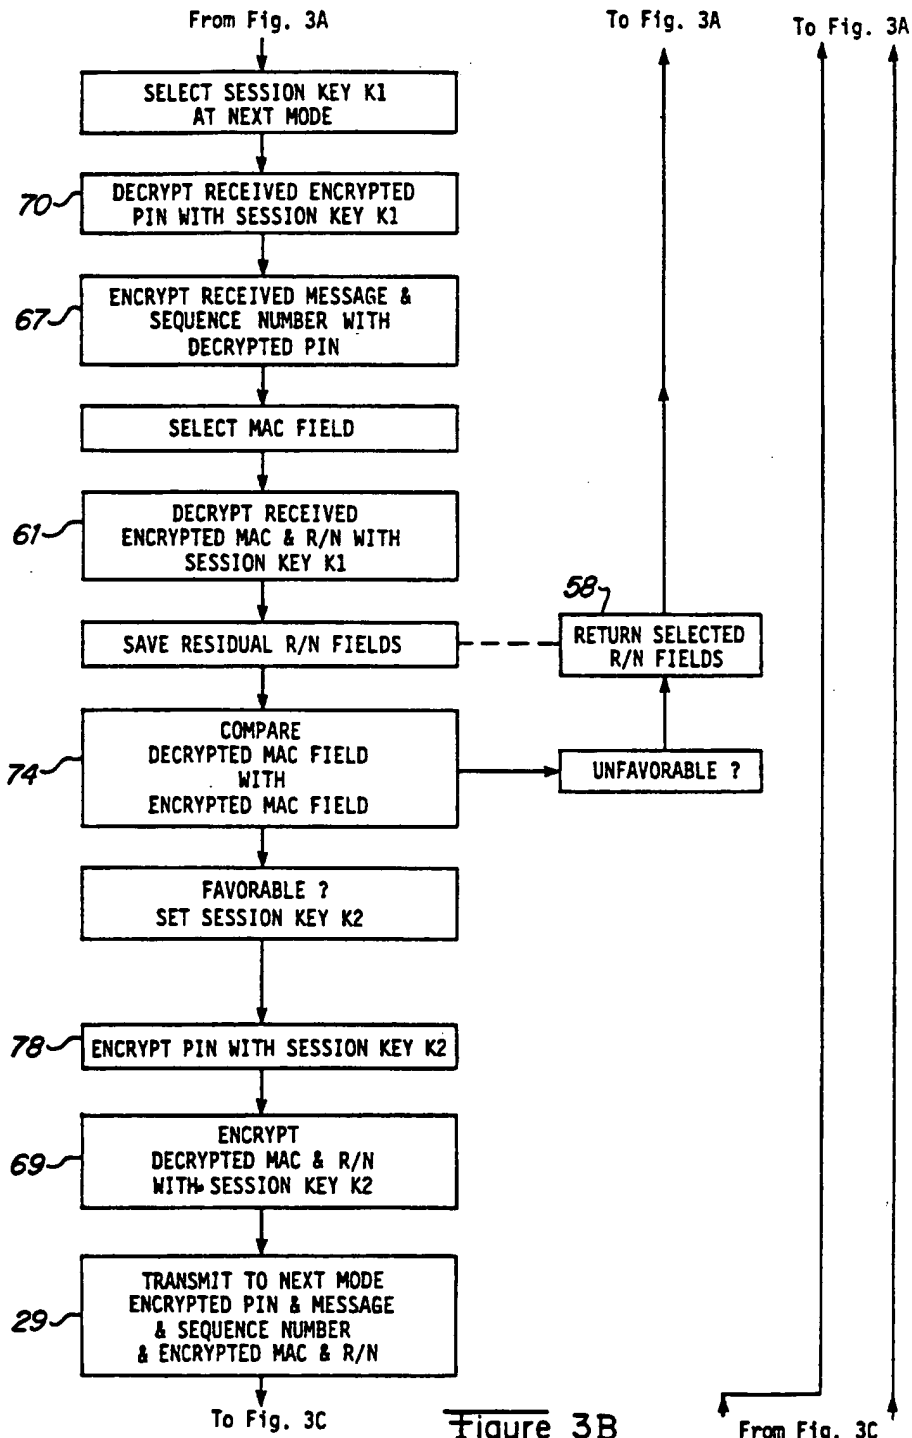 From Fig. 3A
To Fig. 3A
To Fig. 3A
SELECT SESSION KEY K1
AT NEXT MODE
70
DECRYPT RECEIVED ENCRYPTED
PIN WITH SESSION KEY K1
67
ENCRYPT RECEIVED MESSAGE &
SEQUENCE NUMBER WITH
DECRYPTED PIN
SELECT MAC FIELD
61
DECRYPT RECEIVED
ENCRYPTED MAC & R/N WITH
SESSION KEY K1
58
SAVE RESIDUAL R/N FIELDS
RETURN SELECTED
R/N FIELDS
74
COMPARE
DECRYPTED MAC FIELD
WITH
ENCRYPTED MAC FIELD
UNFAVORABLE ?
FAVORABLE ?
SET SESSION KEY K2
78
ENCRYPT PIN WITH SESSION KEY K2
69
ENCRYPT
DECRYPTED MAC & R/N
WITH SESSION KEY K2
29
TRANSMIT TO NEXT MODE
ENCRYPTED PIN & MESSAGE
& SEQUENCE NUMBER
& ENCRYPTED MAC & R/N
To Fig. 3C
Figure 3B
From Fig. 3C